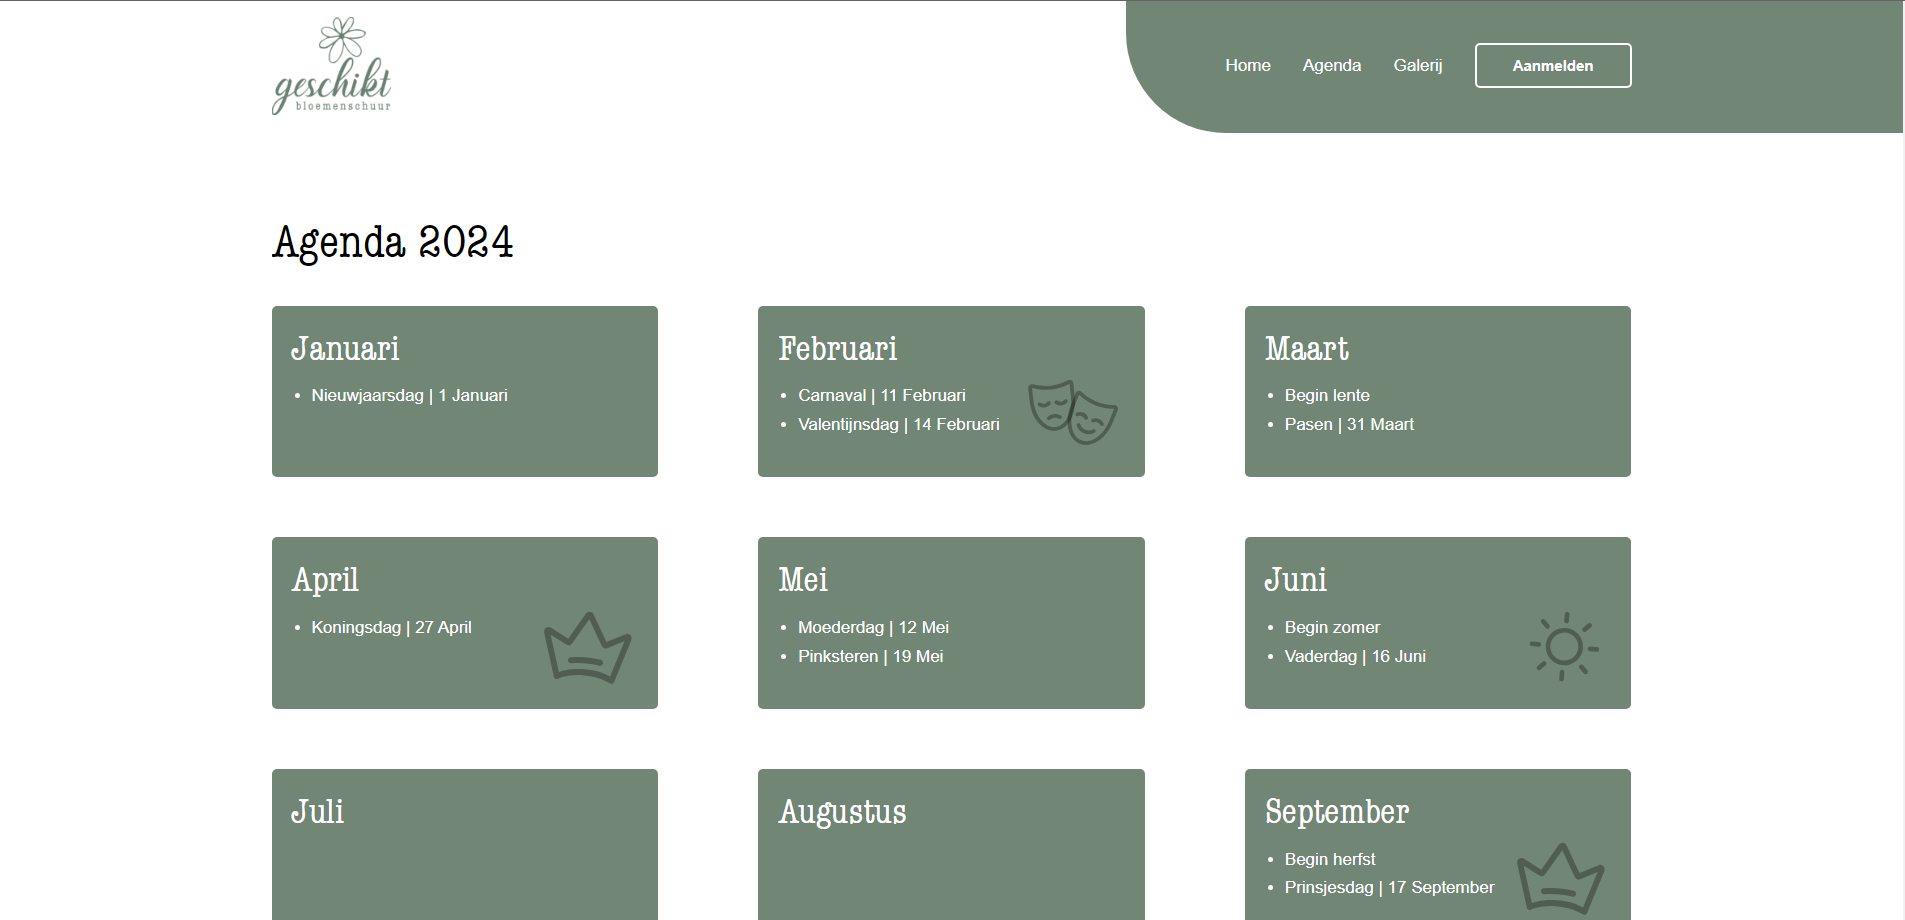 geschikt
bloemenschuur
Home Agenda Galerij Aanmelden
Agenda 2024
Januari
Nieuwjaarsdag | 1 Januari
Februari
Carnaval | 11 Februari
Valentijnsdag | 14 Februari
Maart
Begin lente
Pasen | 31 Maart
April
Koningsdag | 27 April
Mei
Moederdag | 12 Mei
Pinksteren | 19 Mei
Juni
Begin zomer
Vaderdag | 16 Juni
Juli
Augustus
September
Begin herfst
Prinsjesdag | 17 September